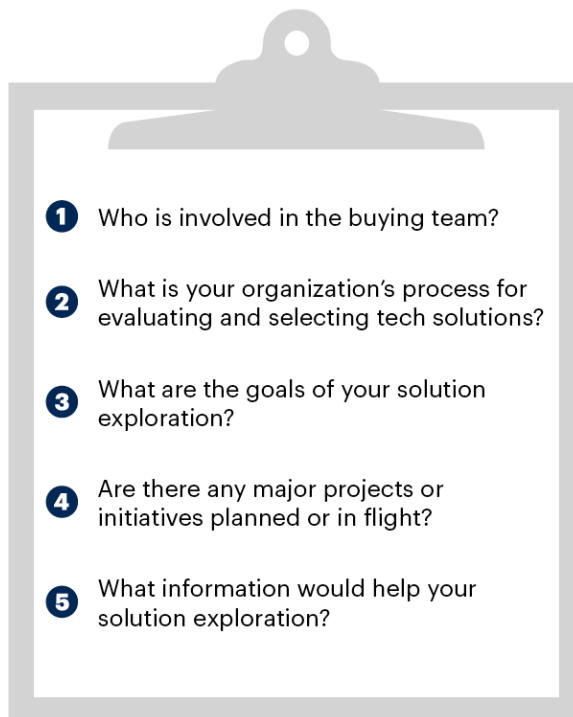 1 Who is involved in the buying team?
2 What is your organization’s process for
evaluating and selecting tech solutions?
3 What are the goals of your solution
exploration?
4 Are there any major projects or
initiatives planned or in flight?
5 What information would help your
solution exploration?